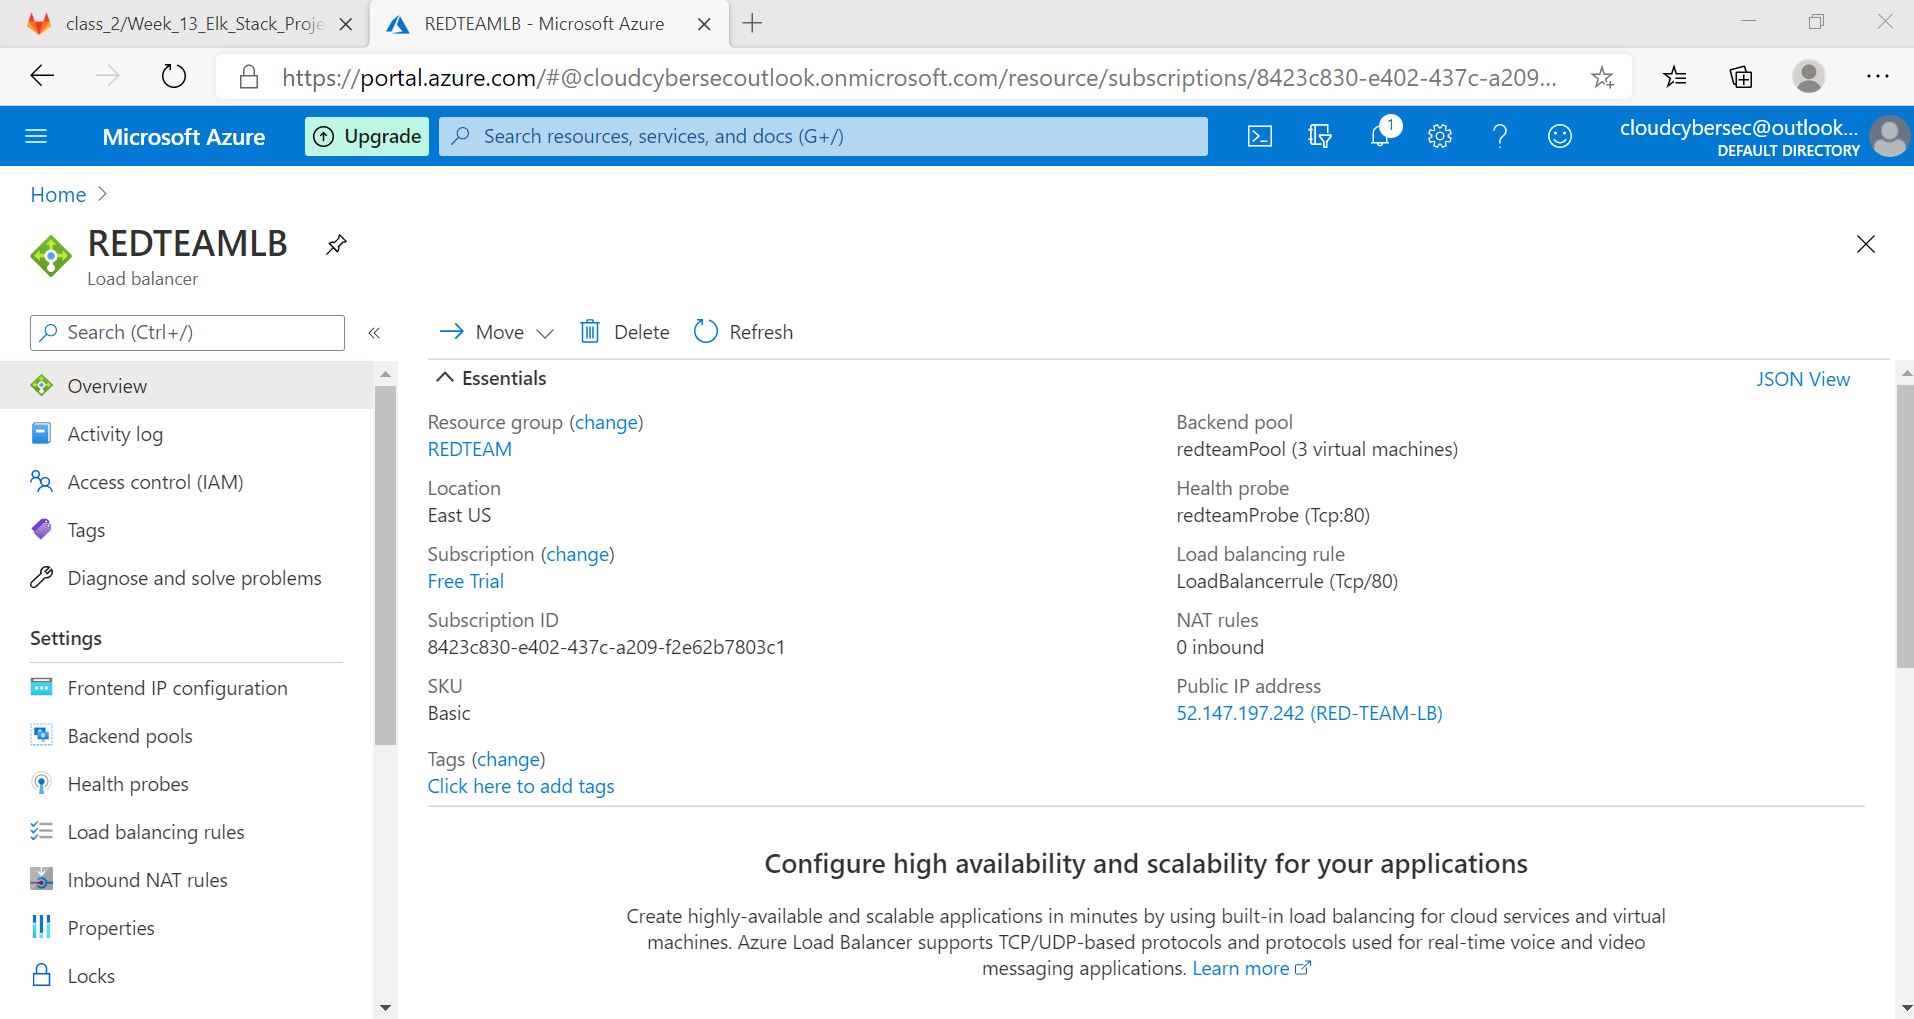 class_2/Week_13_Elk_Stack_Proje
REDTEAMLB - Microsoft Azure
https://portal.azure.com/#@cloudcybersecoutlook.onmicrosoft.com/resource/subscriptions/8423c830-e402-437c-a209...
Microsoft Azure
Upgrade
Search resources, services, and docs (G+/)
1
cloudcybersec@outlook...
DEFAULT DIRECTORY
Home
REDTEAMLB
Load balancer
Search (Ctrl+/)
«
Overview
Activity log
Access control (IAM)
Tags
Diagnose and solve problems
Settings
Frontend IP configuration
Backend pools
Health probes
Load balancing rules
Inbound NAT rules
Properties
Locks
Move
Delete
Refresh
Essentials
JSON View
Resource group (change)
REDTEAM
Location
East US
Subscription (change)
Free Trial
Subscription ID
8423c830-e402-437c-a209-f2e62b7803c1
SKU
Basic
Tags (change)
Click here to add tags
Backend pool
redteamPool (3 virtual machines)
Health probe
redteamProbe (Tcp:80)
Load balancing rule
LoadBalancerrule (Tcp/80)
NAT rules
0 inbound
Public IP address
52.147.197.242 (RED-TEAM-LB)
Configure high availability and scalability for your applications
Create highly-available and scalable applications in minutes by using built-in load balancing for cloud services and virtual
machines. Azure Load Balancer supports TCP/UDP-based protocols and protocols used for real-time voice and video
messaging applications. Learn more